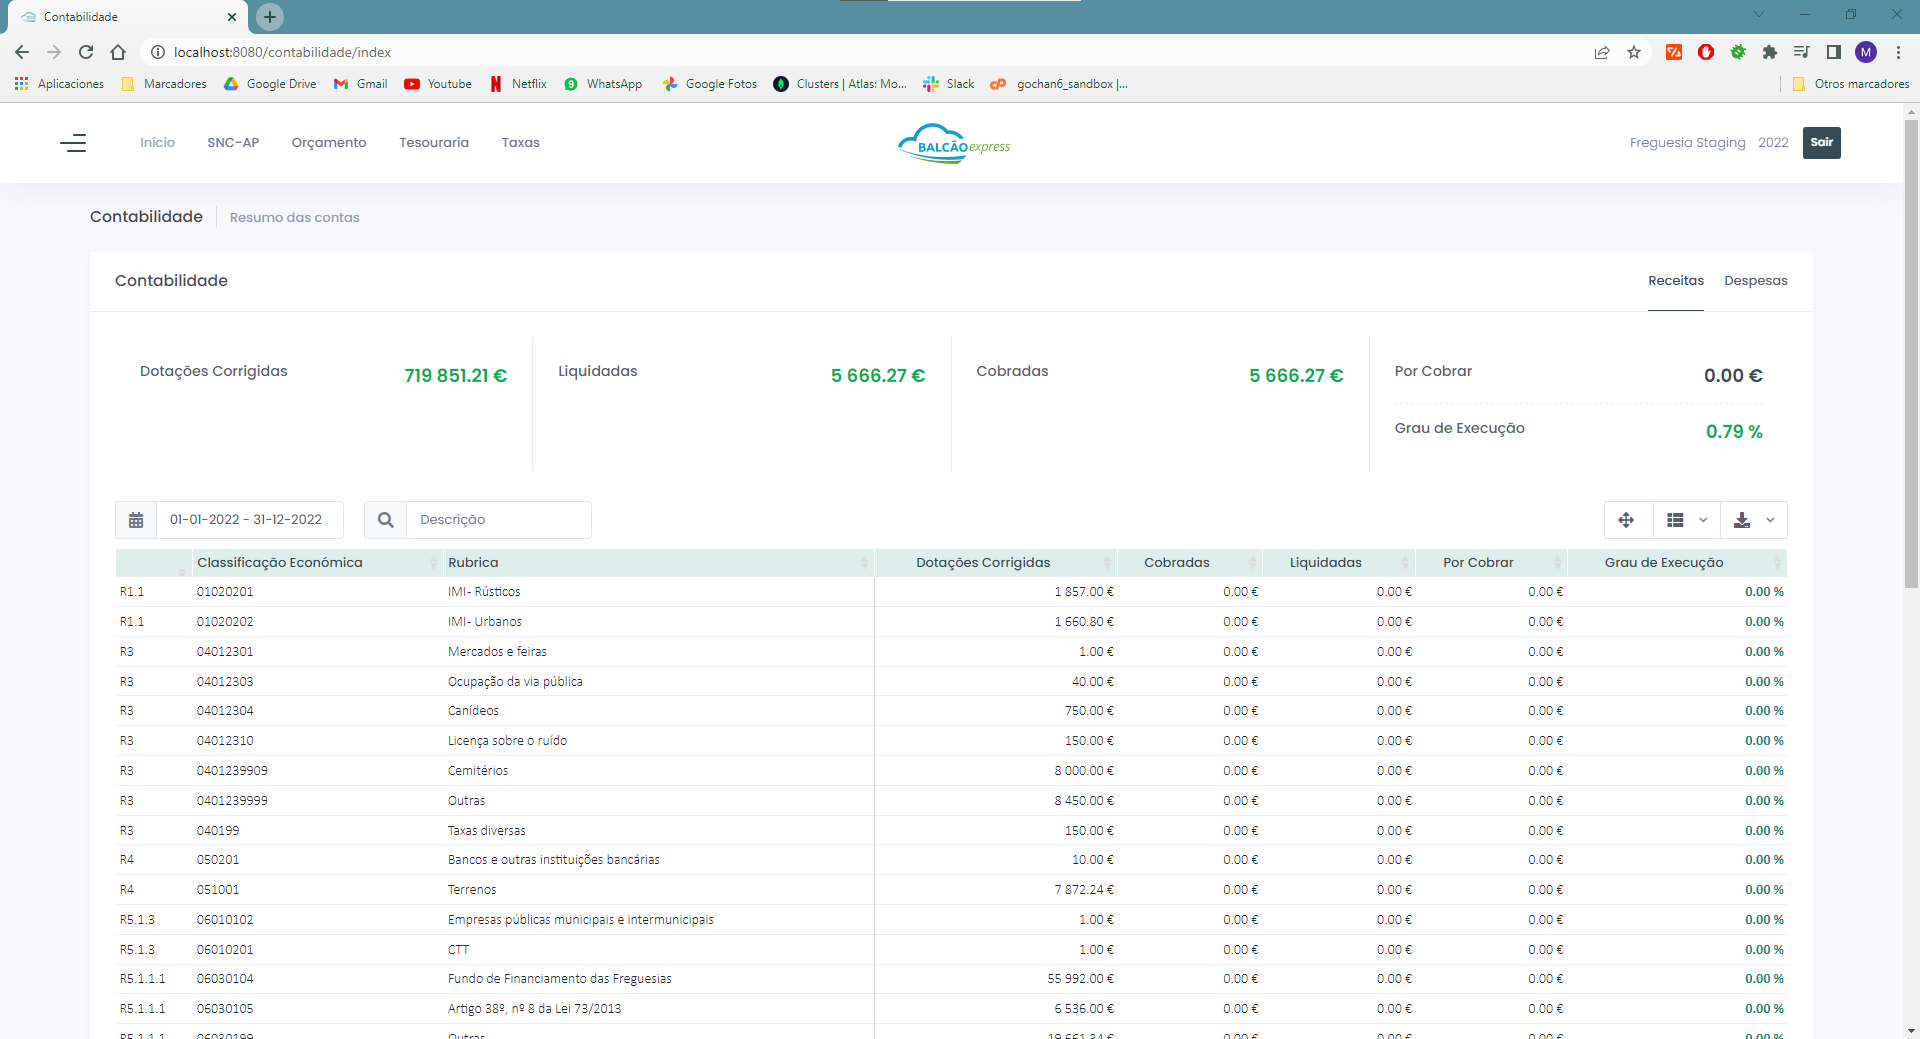 Contabilidade
localhost:8080/contabilidade/index
M
Aplicaciones Marcadores Google Drive Gmail Youtube Netflix 9 WhatsApp Google Fotos Clusters | Atlas: Mo... Slack gochan6_sandbox |... Otros marcadores
Início SNC-AP Orçamento Tesouraria Taxas BALCÃO express Freguesia Staging 2022 Sair
Contabilidade Resumo das contas
Contabilidade Receitas Despesas
Dotações Corrigidas 719 851.21 € Liquidadas 5 666.27 € Cobradas 5 666.27 € Por Cobrar 0.00 €
Grau de Execução 0.79 %
01-01-2022 - 31-12-2022 Descrição
Classificação Económica Rubrica Dotações Corrigidas Cobradas Liquidadas Por Cobrar Grau de Execução
R1.1 01020201 IMI- Rústicos 1 857.00 € 0.00 € 0.00 € 0.00 € 0.00 %
R1.1 01020202 IMI- Urbanos 1 660.80 € 0.00 € 0.00 € 0.00 € 0.00 %
R3 04012301 Mercados e feiras 1.00 € 0.00 € 0.00 € 0.00 € 0.00 %
R3 04012303 Ocupação da via pública 40.00 € 0.00 € 0.00 € 0.00 € 0.00 %
R3 04012304 Canídeos 750.00 € 0.00 € 0.00 € 0.00 € 0.00 %
R3 04012310 Licença sobre o ruído 150.00 € 0.00 € 0.00 € 0.00 € 0.00 %
R3 0401239909 Cemitérios 8 000.00 € 0.00 € 0.00 € 0.00 € 0.00 %
R3 0401239999 Outras 8 450.00 € 0.00 € 0.00 € 0.00 € 0.00 %
R3 040199 Taxas diversas 150.00 € 0.00 € 0.00 € 0.00 € 0.00 %
R4 050201 Bancos e outras instituições bancárias 10.00 € 0.00 € 0.00 € 0.00 € 0.00 %
R4 051001 Terrenos 7 872.24 € 0.00 € 0.00 € 0.00 € 0.00 %
R5.1.3 06010102 Empresas públicas municipais e intermunicipais 1.00 € 0.00 € 0.00 € 0.00 € 0.00 %
R5.1.3 06010201 CTT 1.00 € 0.00 € 0.00 € 0.00 € 0.00 %
R5.1.1.1 06030104 Fundo de Financiamento das Freguesias 55 992.00 € 0.00 € 0.00 € 0.00 € 0.00 %
R5.1.1.1 06030105 Artigo 38º, nº 8 da Lei 73/2013 6 536.00 € 0.00 € 0.00 € 0.00 € 0.00 %
R5.1.1.1 06030199 Outras 19 661.34 € 0.00 € 0.00 € 0.00 € 0.00 %